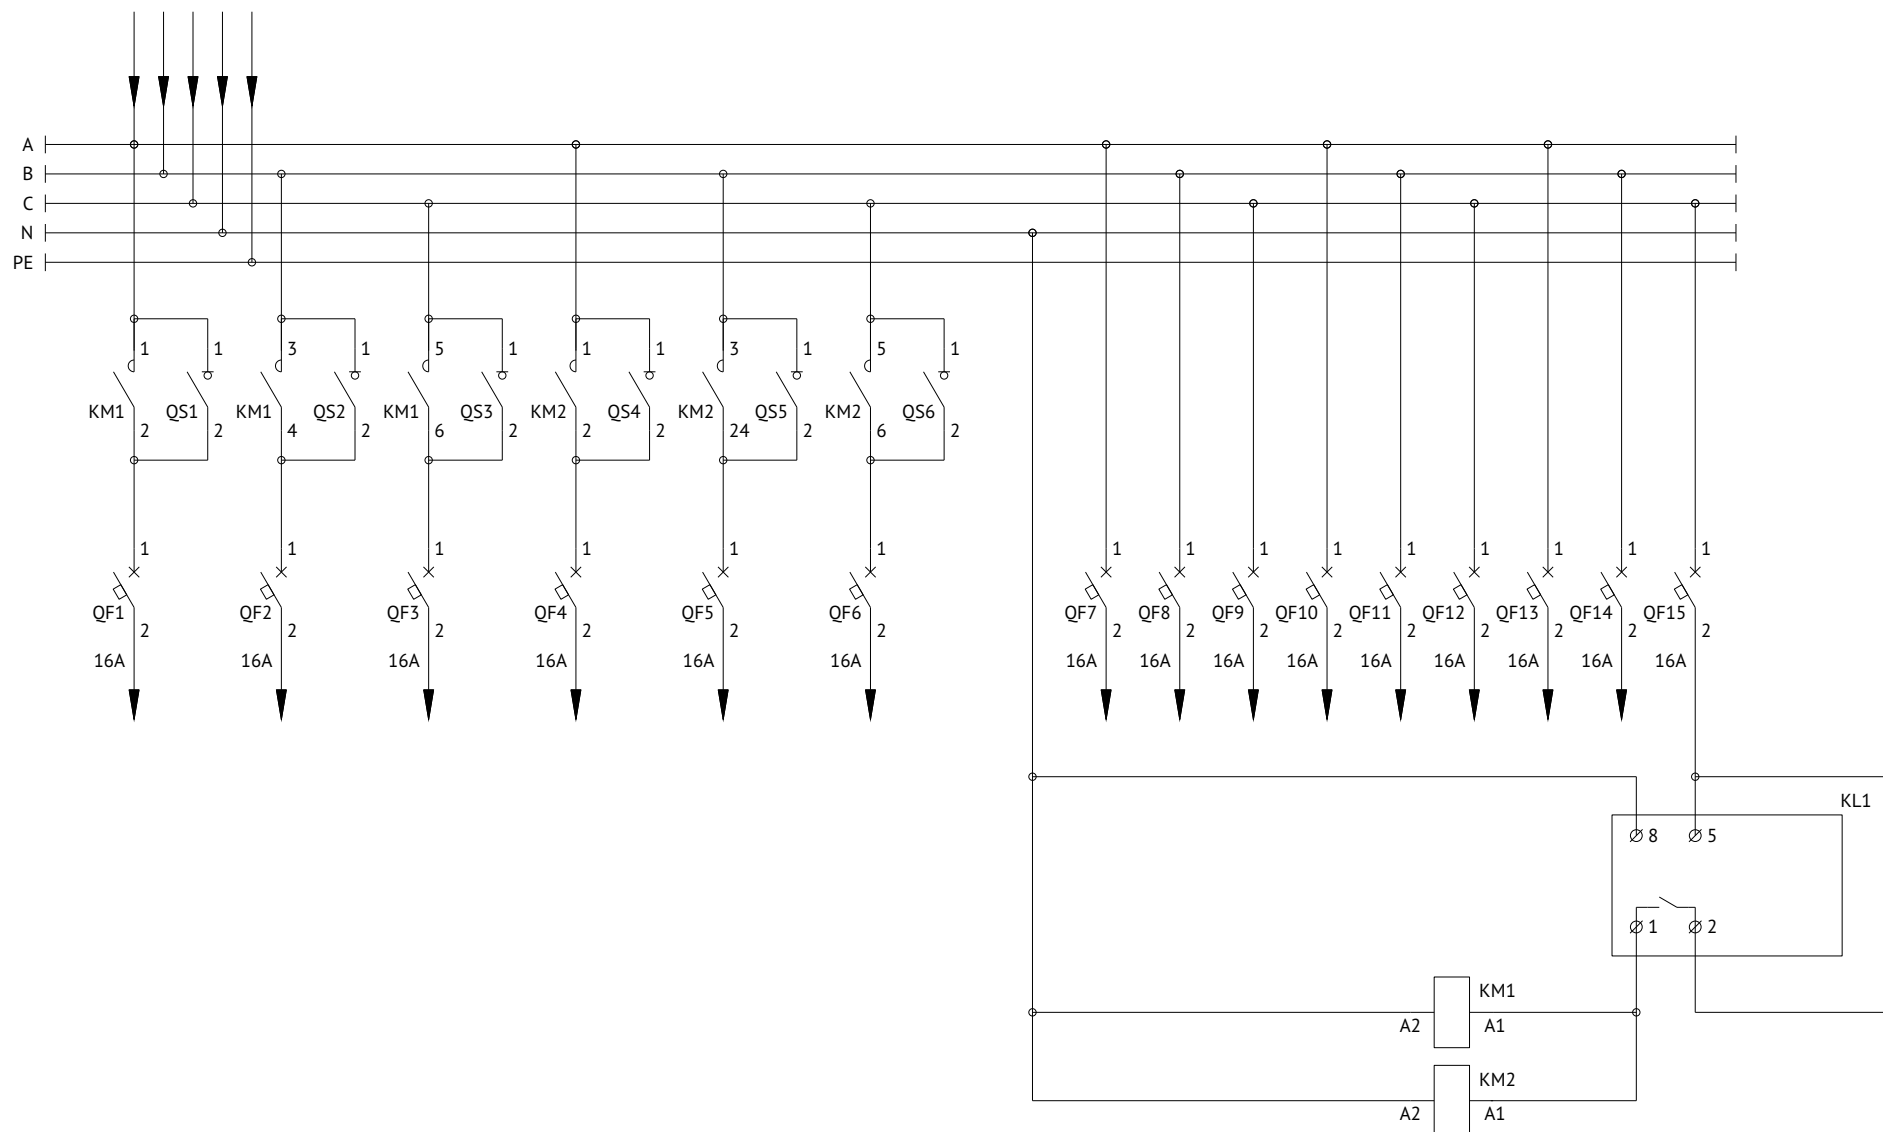 A
B
C
N
PE
1 1 3 1 5 1 1 1 3 1 5 1
KM1 QS1 KM1 QS2 KM1 QS3 KM2 QS4 KM2 QS5 KM2 QS6
2 2 4 2 6 2 2 2 24 2 6 2
1 1 1 1 1 1 1 1 1 1 1 1 1 1 1
QF1 QF2 QF3 QF4 QF5 QF6 QF7 QF8 QF9 QF10 QF11 QF12 QF13 QF14 QF15
2 2 2 2 2 2 2 2 2 2 2 2 2 2 2
16A 16A 16A 16A 16A 16A 16A 16A 16A 16A 16A 16A 16A 16A 16A
KL1
8 5
1 2
KM1
A2 A1
KM2
A2 A1